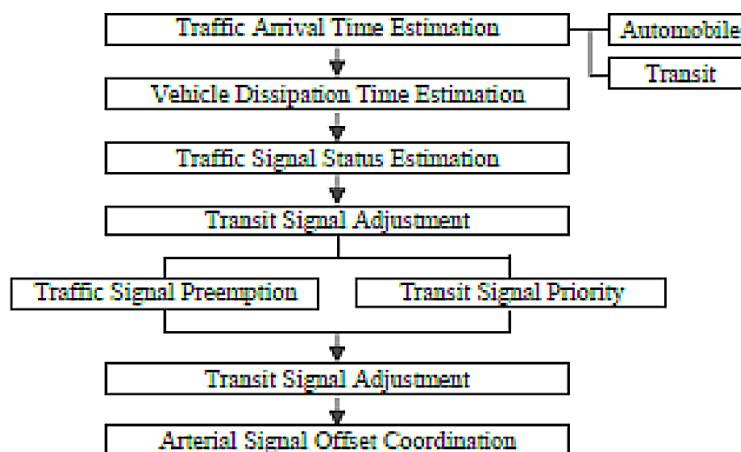 Traffic Arrival Time Estimation
Automobile
Transit
Vehicle Dissipation Time Estimation
Traffic Signal Status Estimation
Transit Signal Adjustment
Traffic Signal Preemption
Transit Signal Priority
Transit Signal Adjustment
Arterial Signal Offset Coordination